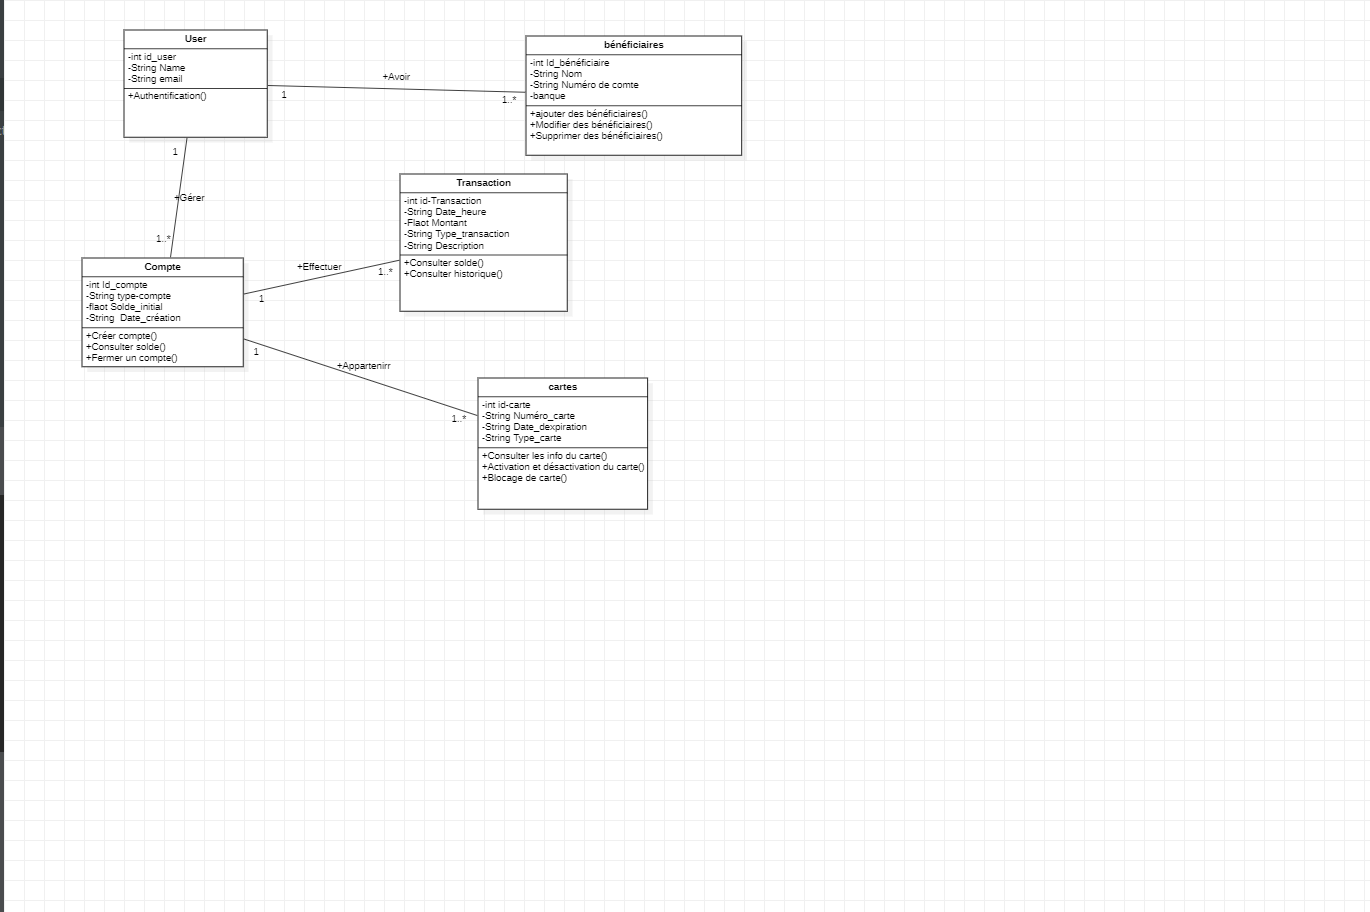 User
-int id_user
-String Name
-String email
+Authentification()
+Avoir
1
1..*
bénéficiaires
-int Id_bénéficiaire
-String Nom
-String Numéro de comte
-banque
+ajouter des bénéficiaires()
+Modifier des bénéficiaires()
+Supprimer des bénéficiaires()
1
+Gérer
1..*
Transaction
-int id-Transaction
-String Date_heure
-Flaot Montant
-String Type_transaction
-String Description
+Consulter solde()
+Consulter historique()
Compte
-int Id_compte
-String type-compte
-flaot Solde_initial
-String Date_création
+Créer compte()
+Consulter solde()
+Fermer un compte()
+Effectuer
1
1..*
1
+Appartenirr
1..*
cartes
-int id-carte
-String Numéro_carte
-String Date_dexpiration
-String Type_carte
+Consulter les info du carte()
+Activation et désactivation du carte()
+Blocage de carte()